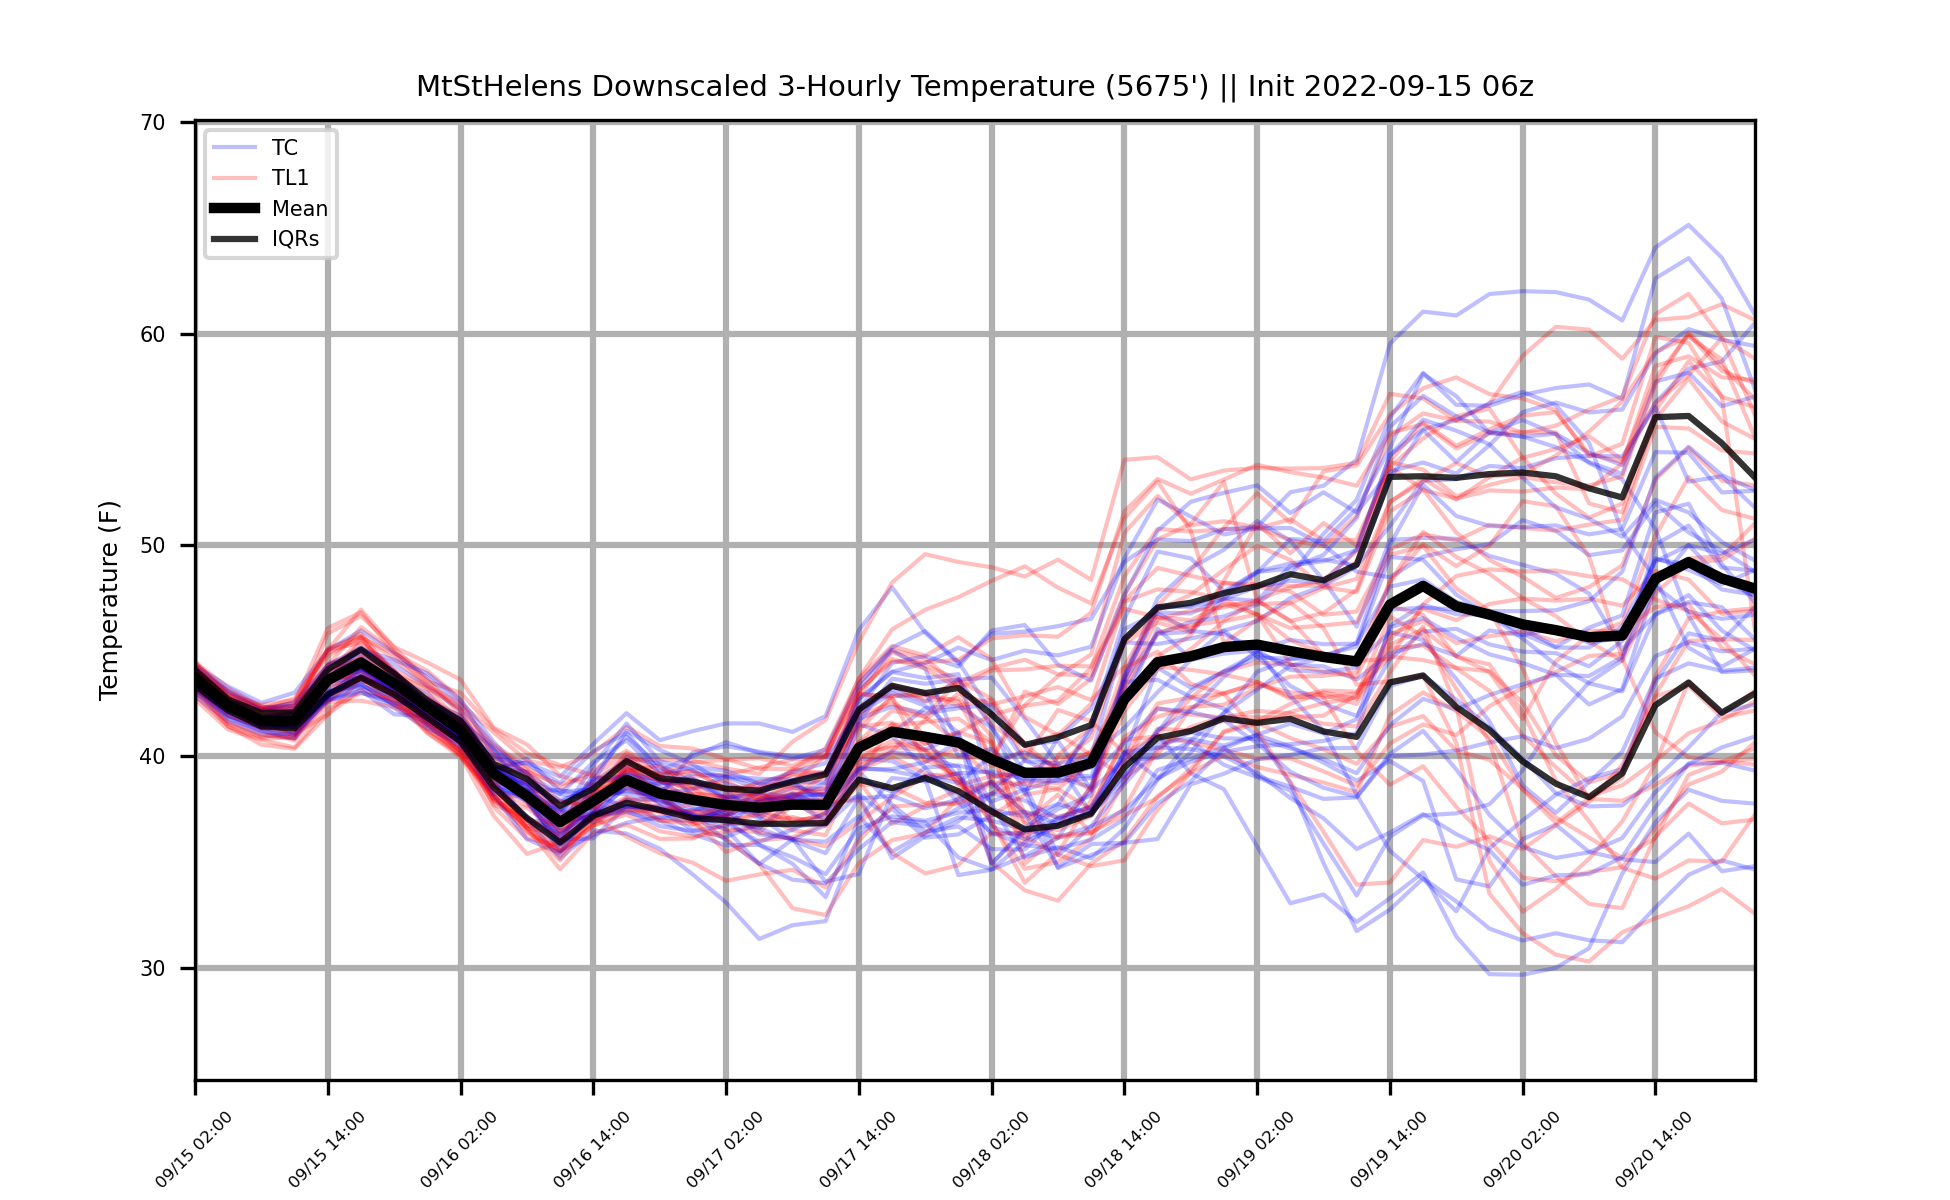 MtStHelens Downscaled 3-Hourly Temperature (5675') || Init 2022-09-15 06z
TC
TL1
Mean
IQRs
Temperature (F)
70
60
50
40
30
09/15 02:00
09/15 14:00
09/16 02:00
09/16 14:00
09/17 02:00
09/17 14:00
09/18 02:00
09/18 14:00
09/19 02:00
09/19 14:00
09/20 02:00
09/20 14:00